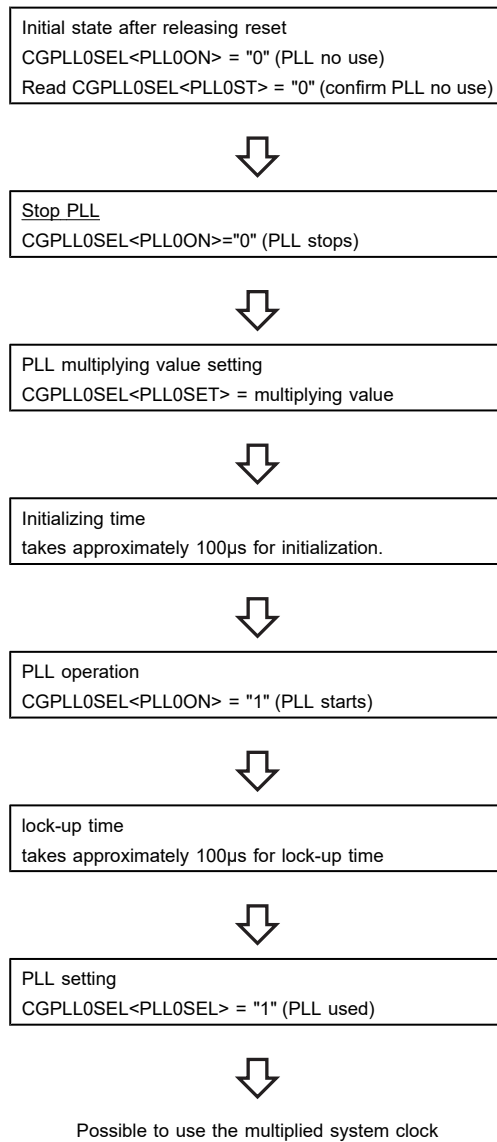 Initial state after releasing reset
CGPLL0SEL<PLL0ON> = "0" (PLL no use)
Read CGPLL0SEL<PLL0ST> = "0" (confirm PLL no use)
Stop PLL
CGPLL0SEL<PLL0ON>="0" (PLL stops)
PLL multiplying value setting
CGPLL0SEL<PLL0SET> = multiplying value
Initializing time
takes approximately 100μs for initialization.
PLL operation
CGPLL0SEL<PLL0ON> = "1" (PLL starts)
lock-up time
takes approximately 100μs for lock-up time
PLL setting
CGPLL0SEL<PLL0SEL> = "1" (PLL used)
Possible to use the multiplied system clock